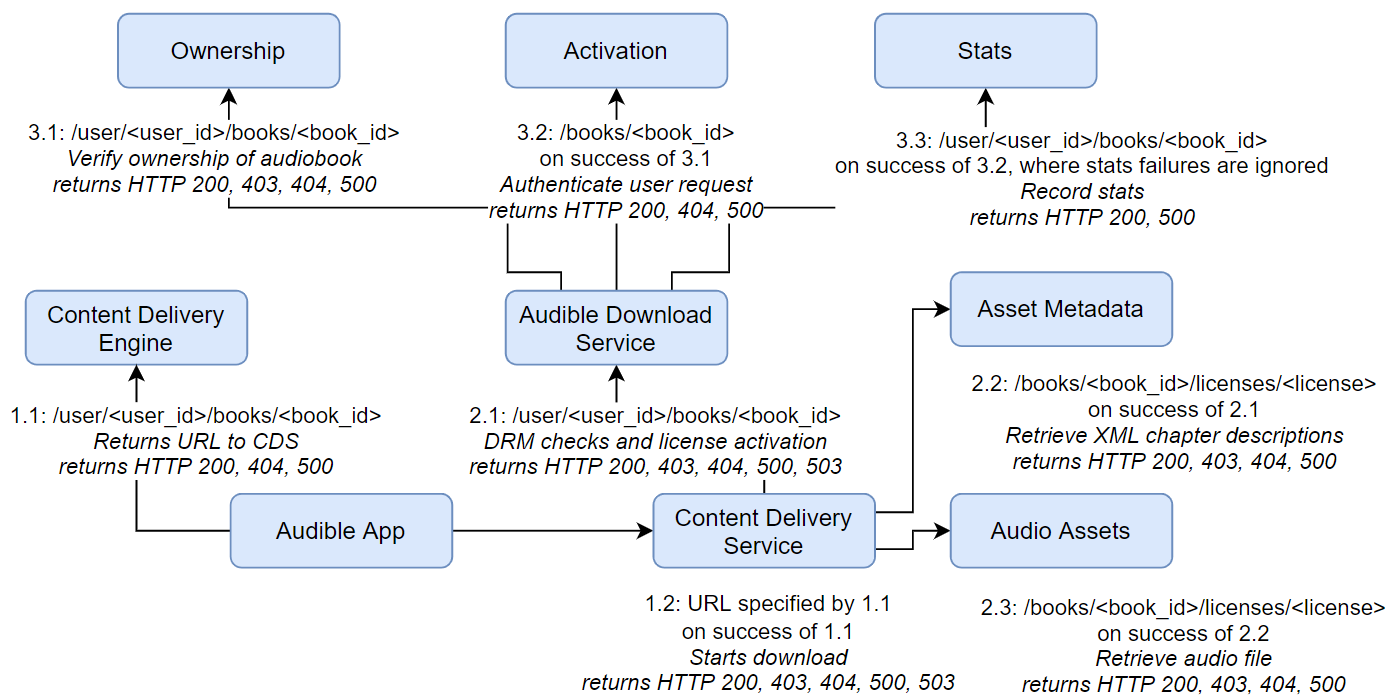 Ownership
Activation
Stats
3.1: /user/<user_id>/books/<book_id>
Verify ownership of audiobook
returns HTTP 200, 403, 404, 500
3.2: /books/<book_id>
on success of 3.1
Authenticate user request
returns HTTP 200, 404, 500
3.3: /user/<user_id>/books/<book_id>
on success of 3.2, where stats failures are ignored
Record stats
returns HTTP 200, 500
Content Delivery
Engine
Audible Download
Service
Asset Metadata
1.1: /user/<user_id>/books/<book_id>
Returns URL to CDS
returns HTTP 200, 404, 500
2.1: /user/<user_id>/books/<book_id>
DRM checks and license activation
returns HTTP 200, 403, 404, 500, 503
2.2: /books/<book_id>/licenses/<license>
on success of 2.1
Retrieve XML chapter descriptions
returns HTTP 200, 403, 404, 500
Audible App
Content Delivery
Service
Audio Assets
1.2: URL specified by 1.1
on success of 1.1
Starts download
returns HTTP 200, 403, 404, 500, 503
2.3: /books/<book_id>/licenses/<license>
on success of 2.2
Retrieve audio file
returns HTTP 200, 403, 404, 500